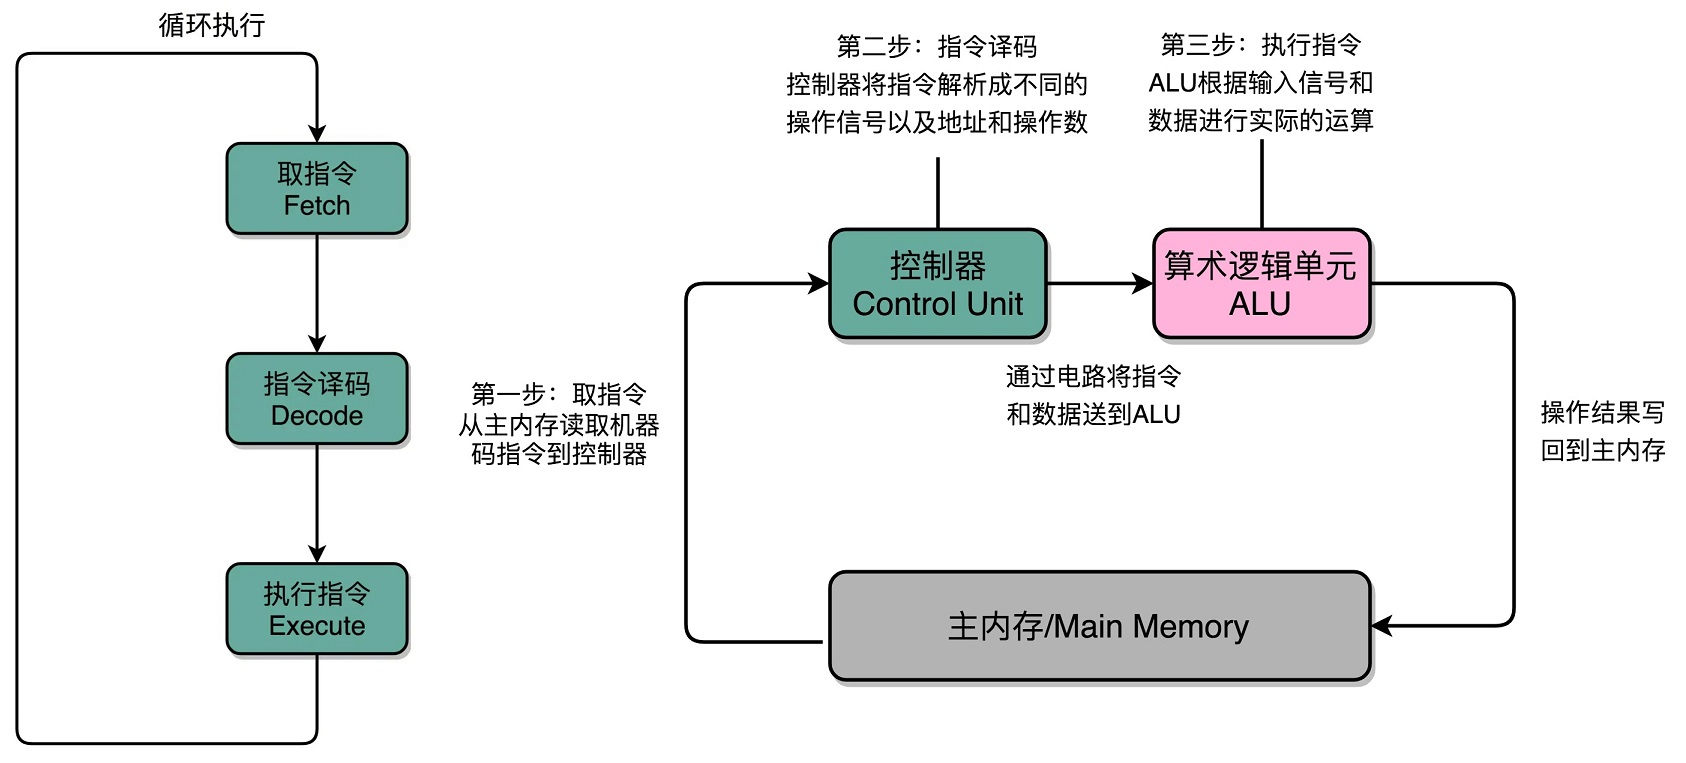 循环执行
取指令
Fetch
指令译码
Decode
执行指令
Execute
第一步：取指令
从主内存读取机器
码指令到控制器
第二步：指令译码
控制器将指令解析成不同的
操作信号以及地址和操作数
第三步：执行指令
ALU根据输入信号和
数据进行实际的运算
控制器
Control Unit
算术逻辑单元
ALU
通过电路将指令
和数据送到ALU
操作结果写
回到主内存
主内存/Main Memory